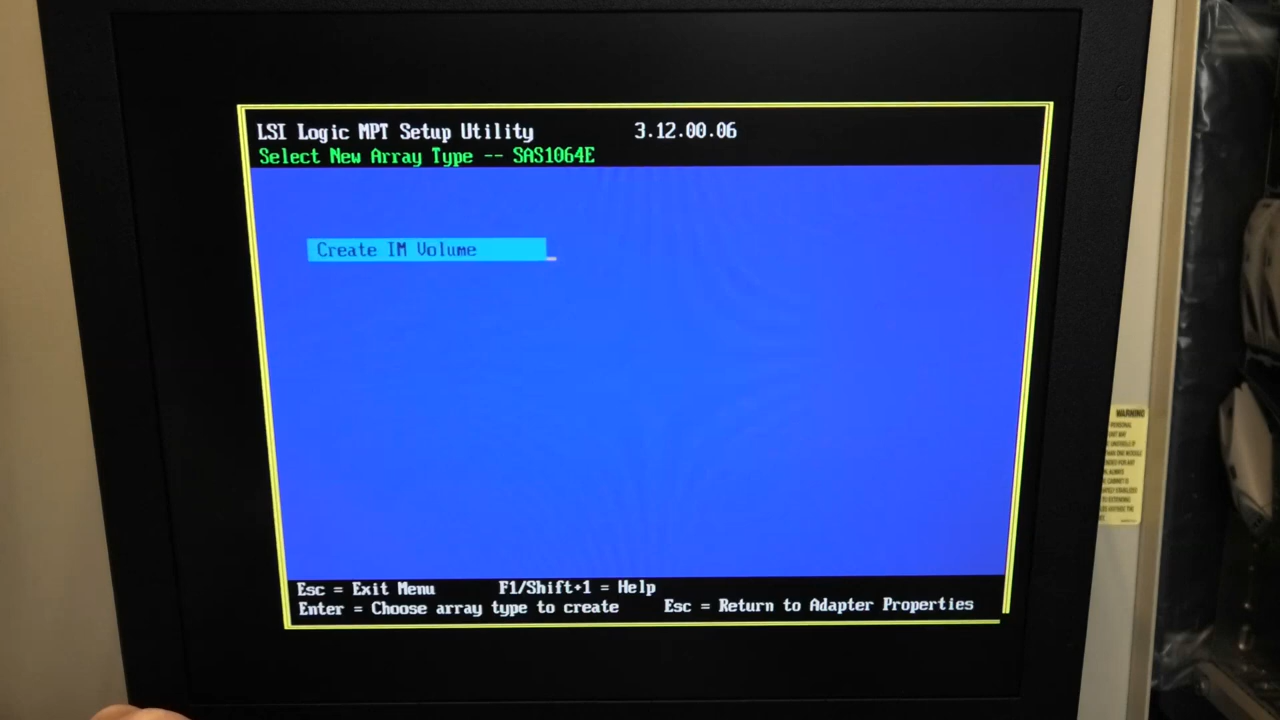 LSI Logic MPT Setup Utility 3.12.00.06
Select New Array Type -- SAS1064E
Create IM Volume
Esc = Exit Menu F1/Shift+1 = Help
Enter = Choose array type to create Esc = Return to Adapter Properties
WARNING